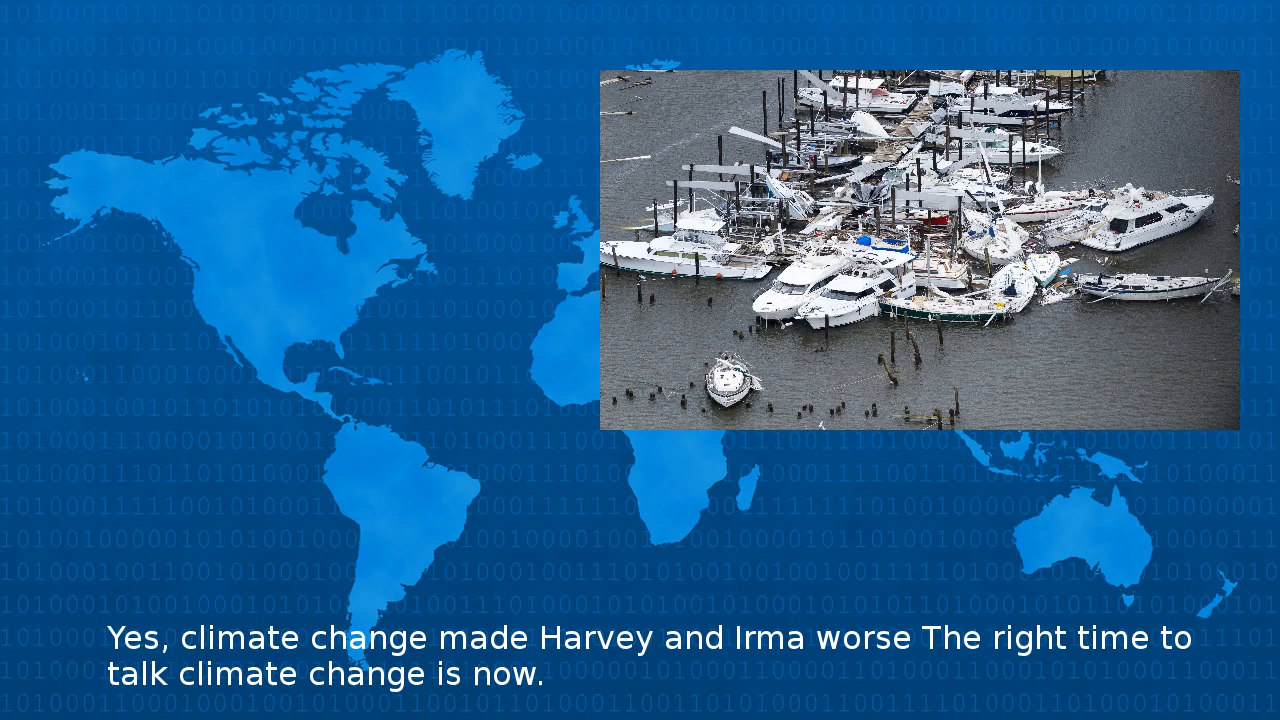 Yes, climate change made Harvey and Irma worse The right time to
talk climate change is now.